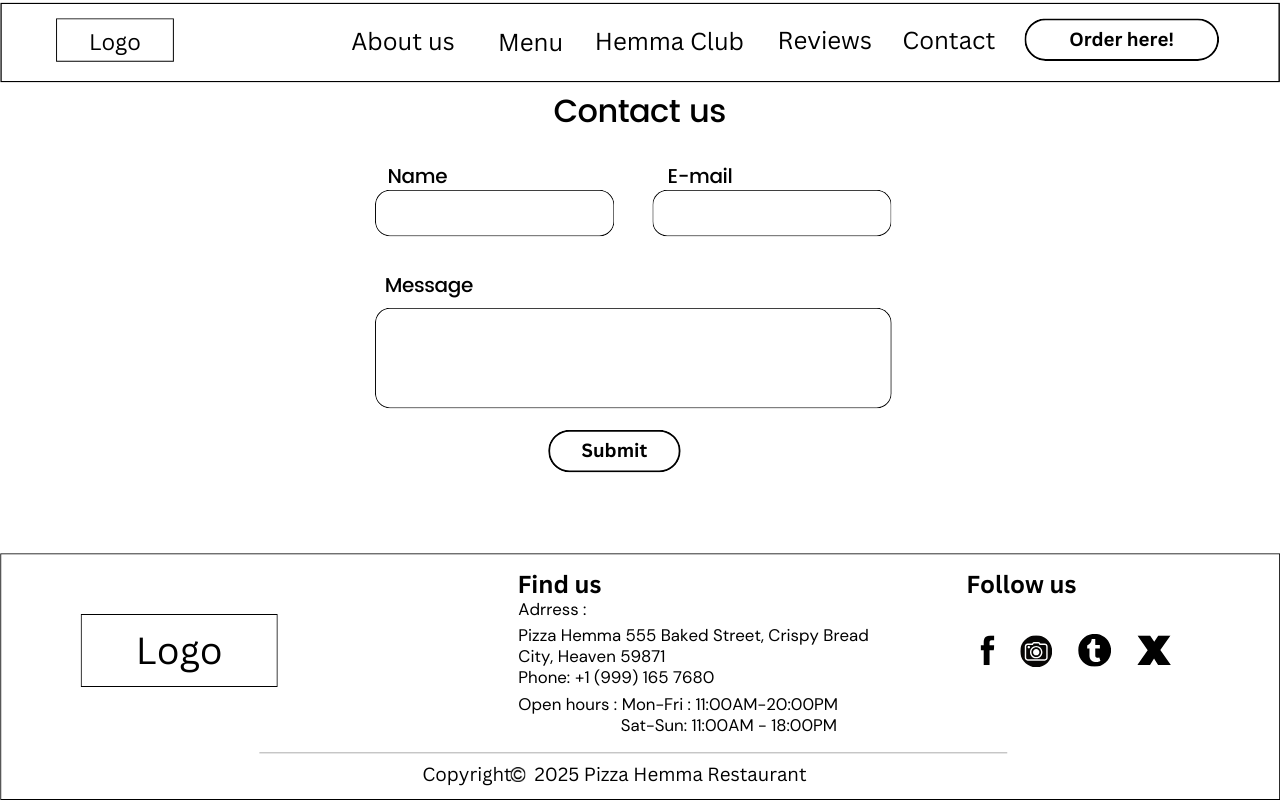 Logo About us Menu Hemma Club Reviews Contact Order here!
Contact us
Name E-mail
Message
Submit
Logo
Find us
Adrress :
Pizza Hemma 555 Baked Street, Crispy Bread
City, Heaven 59871
Phone: +1 (999) 165 7680
Open hours : Mon-Fri : 11:00AM-20:00PM
Sat-Sun: 11:00AM - 18:00PM
Follow us
f t X
Copyright© 2025 Pizza Hemma Restaurant